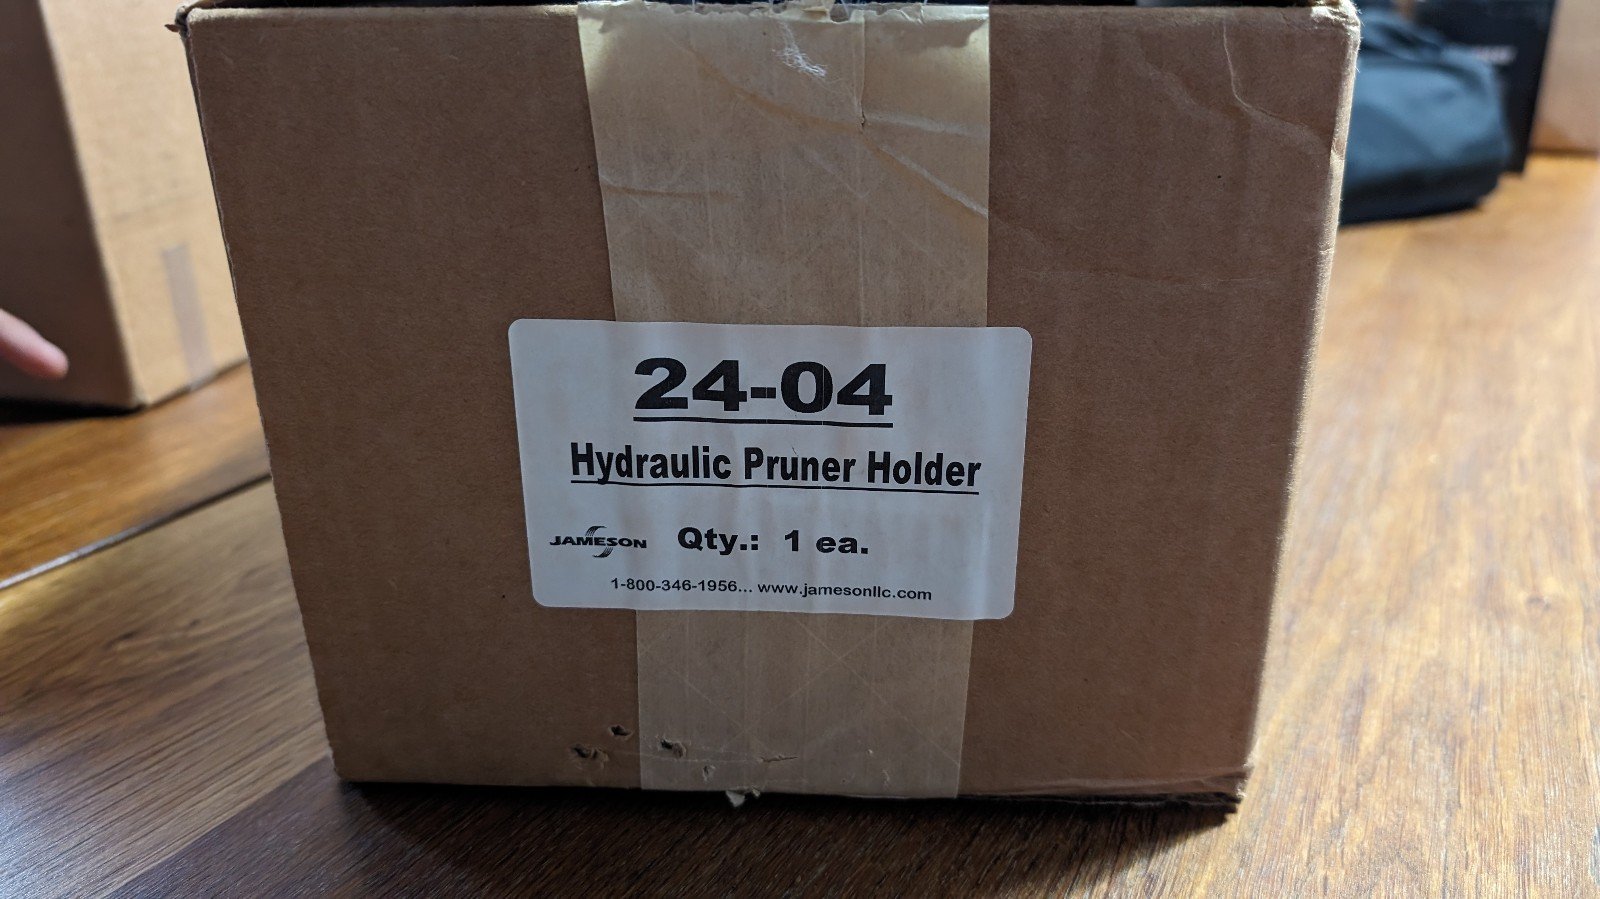 24-04
Hydraulic Pruner Holder
JAMESON Qty.: 1 ea.
1-800-346-1956... www.jamesonllc.com